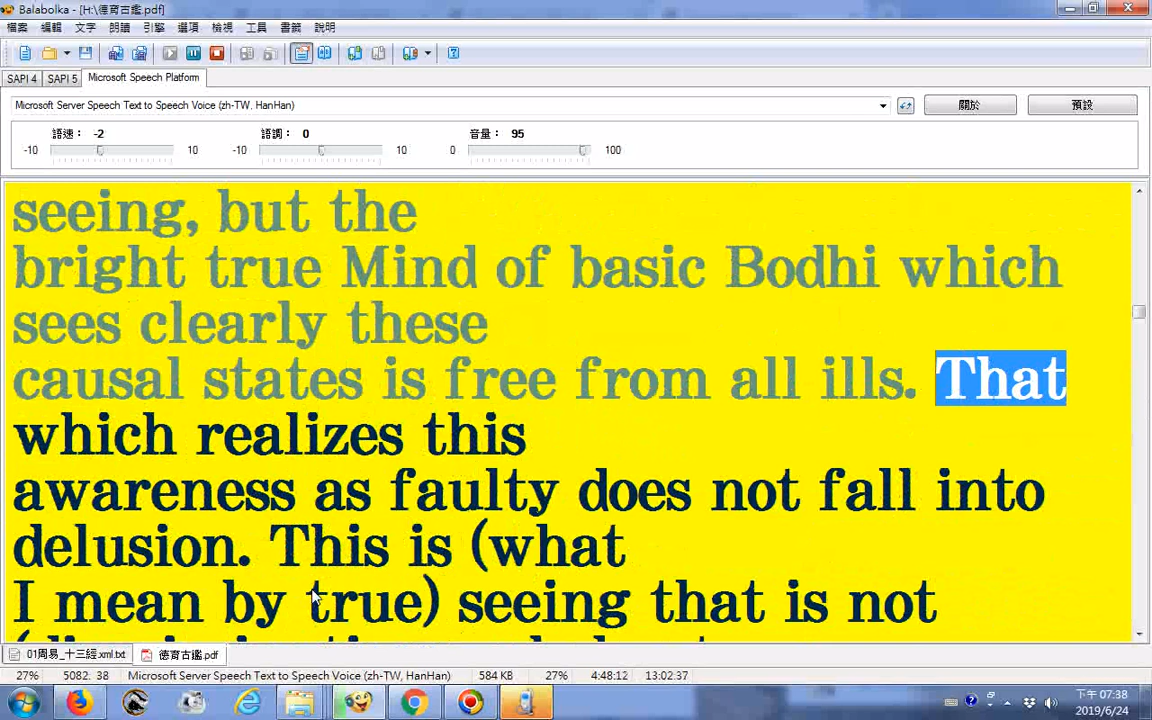 Balabolka - [H:\德育古鑑.pdf]
檔案 編輯 文字 朗讀 引擎 選項 檢視 工具 書籤 說明
SAPI 4 SAPI 5 Microsoft Speech Platform
Microsoft Server Speech Text to Speech Voice (zh-TW, HanHan) 關於 預設
語速： -2 語調： 0 音量： 95
-10 10 -10 10 0 100
seeing, but the
bright true Mind of basic Bodhi which
sees clearly these
causal states is free from all ills. That
which realizes this
awareness as faulty does not fall into
delusion. This is (what
I mean by true) seeing that is not
01周易_十三經.xml.txt 德育古鑑.pdf
27% 5082: 38 Microsoft Server Speech Text to Speech Voice (zh-TW, HanHan) 584 KB 27% 4:48:12 13:02:37
下午 07:38
2019/6/24